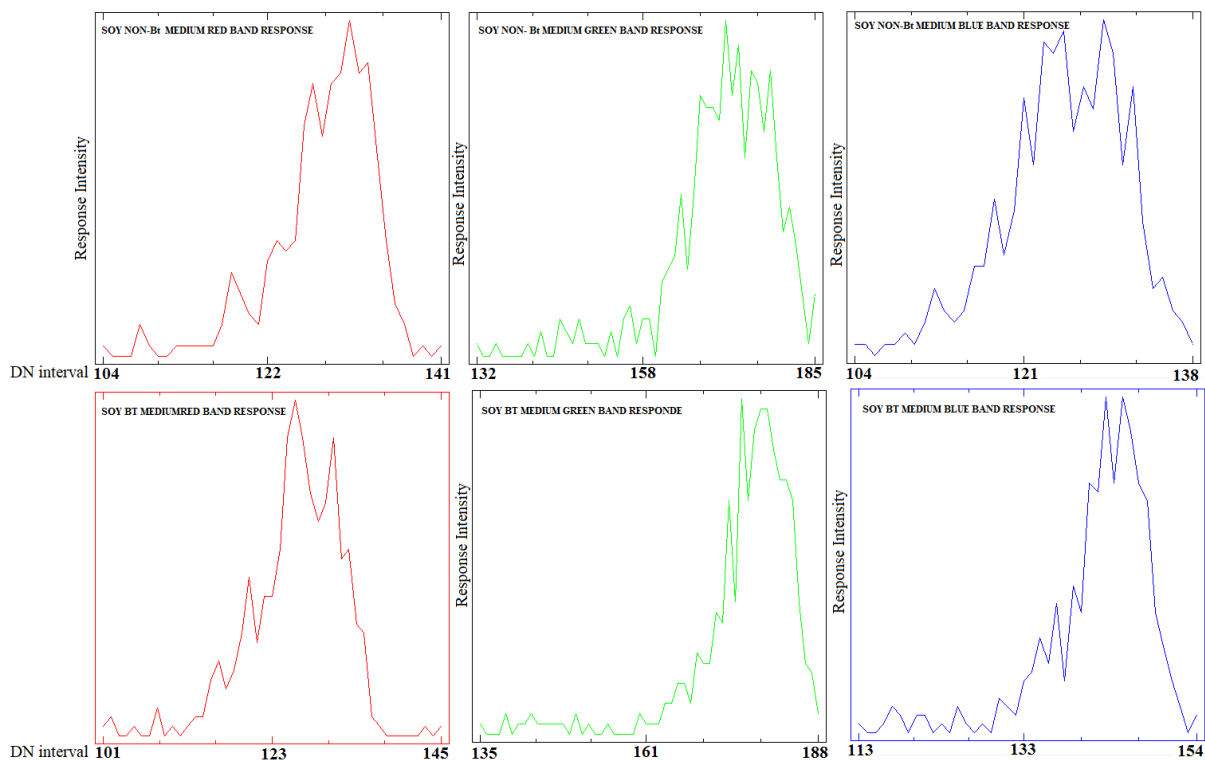 SOY NON-Bt MEDIUM RED BAND RESPONSE
SOY NON- Bt MEDIUM GREEN BAND RESPONSE
SOY NON-Bt MEDIUM BLUE BAND RESPONSE
Response Intensity
Response Intensity
Response Intensity
DN interval
104 122 141
132 158 185
104 121 138
SOY BT MEDIUMRED BAND RESPONSE
SOY BT MEDIUM GREEN BAND RESPONDE
SOY BT MEDIUM BLUE BAND RESPONSE
Response Intensity
Response Intensity
DN interval
101 123 145
135 161 188
113 133 154